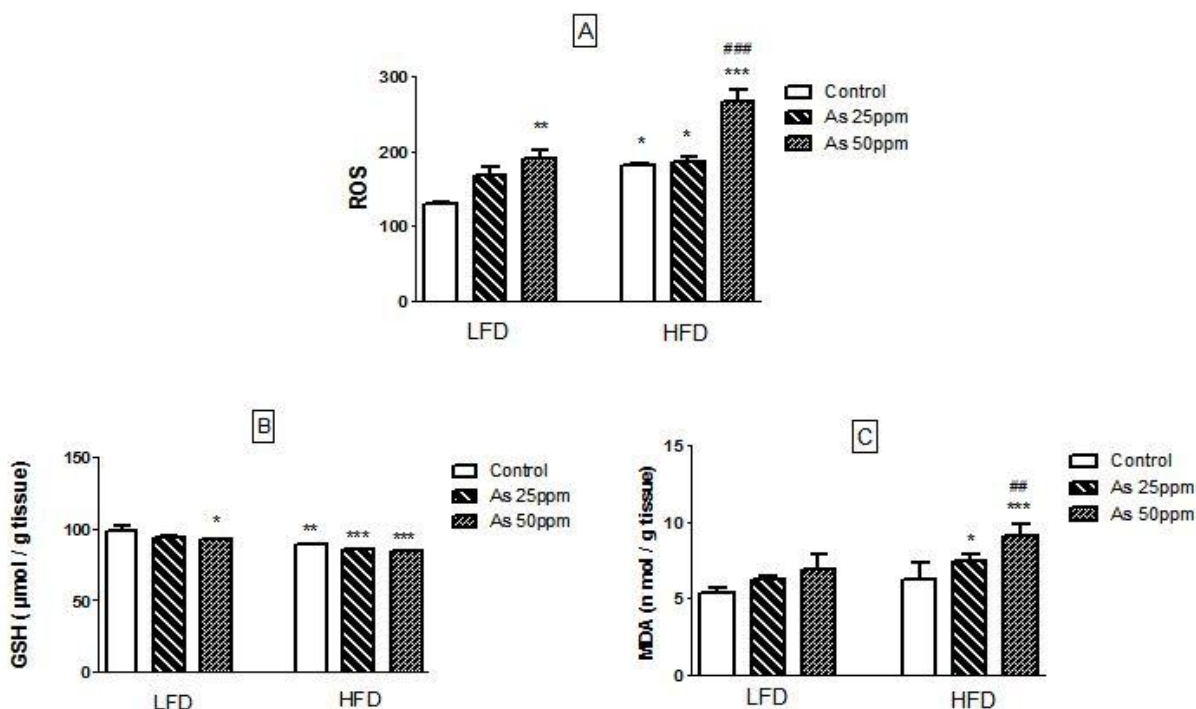 A
###
***
300
Control
As 25ppm
**
*
*
As 50ppm
200
ROS
100
0
LFD
HFD
B
150
Control
As 25ppm
As 50ppm
GSH ( µmol / g tissue)
100
*
**
***
***
50
0
LFD
HFD
C
15
Control
As 25ppm
As 50ppm
##
***
MDA (n mol / g tissue)
10
*
5
0
LFD
HFD